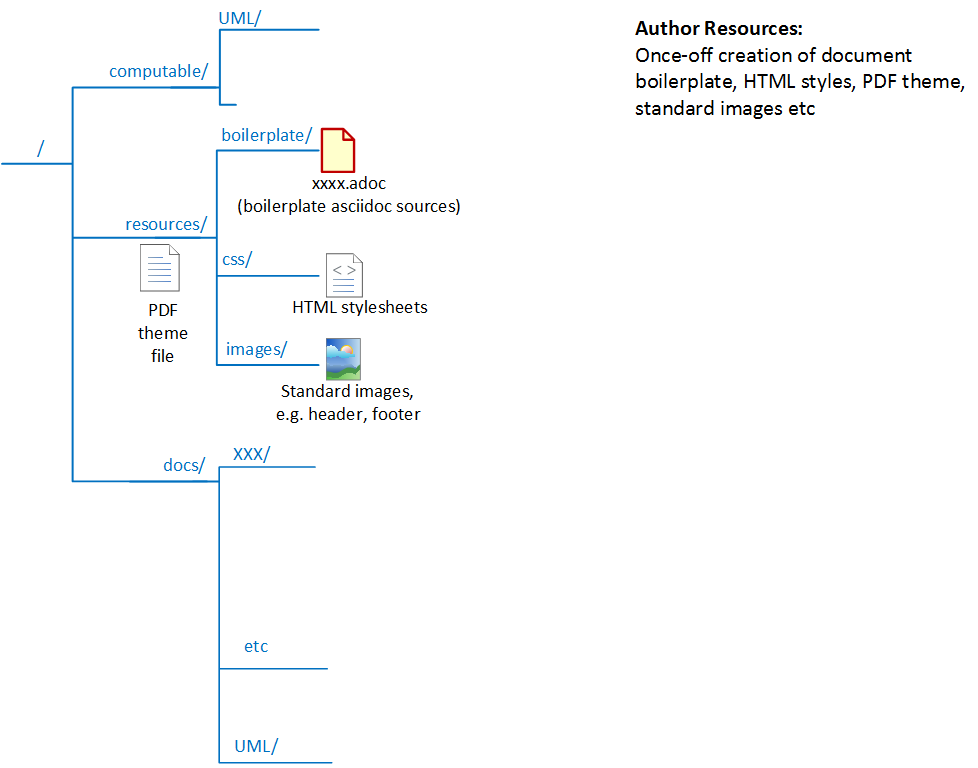 UML/
Author Resources:
Once-off creation of document
boilerplate, HTML styles, PDF theme,
standard images etc
computable/
boilerplate/
/
xxxx.adoc
(boilerplate asciidoc sources)
resources/
css/
< >
PDF
theme
file
HTML stylesheets
images/
Standard images,
e.g. header, footer
XXX/
docs/
etc
UML/